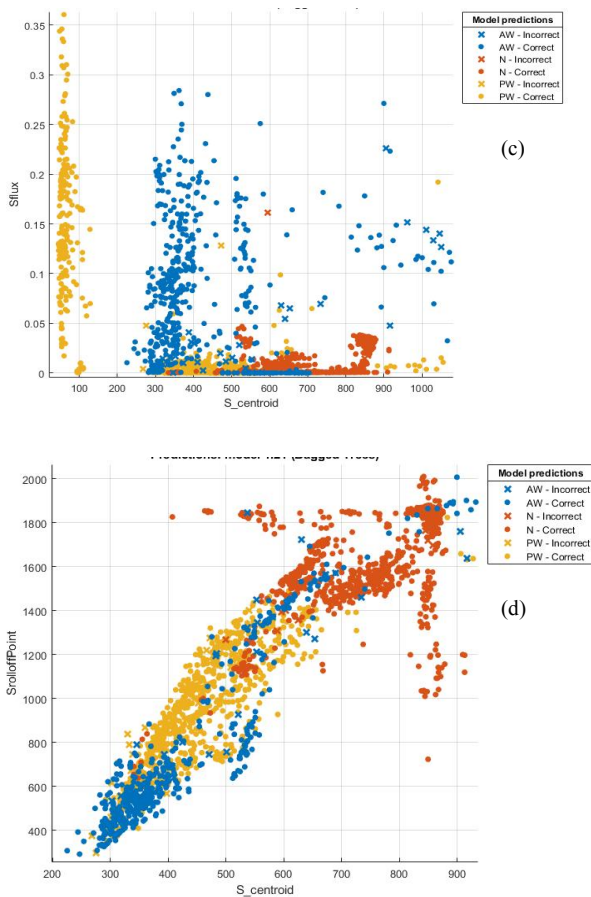 Model predictions
AW - Incorrect
AW - Correct
N - Incorrect
N - Correct
PW - Incorrect
PW - Correct
(c)
Sflux
0.35
0.3
0.25
0.2
0.15
0.1
0.05
0
100 200 300 400 500 600 700 800 900 1000
S_centroid
Model predictions
AW - Incorrect
AW - Correct
N - Incorrect
N - Correct
PW - Incorrect
PW - Correct
(d)
SrolloffPoint
2000
1800
1600
1400
1200
1000
800
600
400
200 300 400 500 600 700 800 900
S_centroid